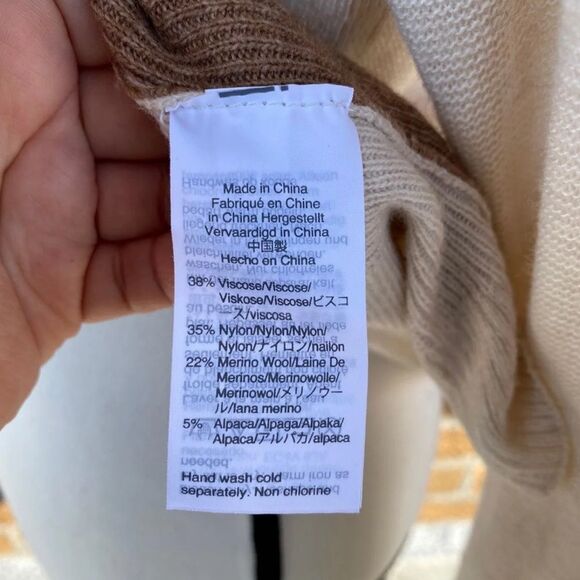 Made in China
Fabriqué en Chine
in China Hergestellt
Vervaardigd in China
中国製
Hecho en China
38% Viscose/Viscose/
Viskose/Viscose/ビスコ
ス/viscosa
35% Nylon/Nylon/Nylon/
Nylon/ナイロン/nailon
22% Merino Wool/Laine De
Merinos/Merinowolle/
Merinowol/メリノウー
ル/lana merino
5% Alpaca/Alpaga/Alpaka/
Alpaca/アルパカ/alpaca
Hand wash cold
separately. Non chlorine